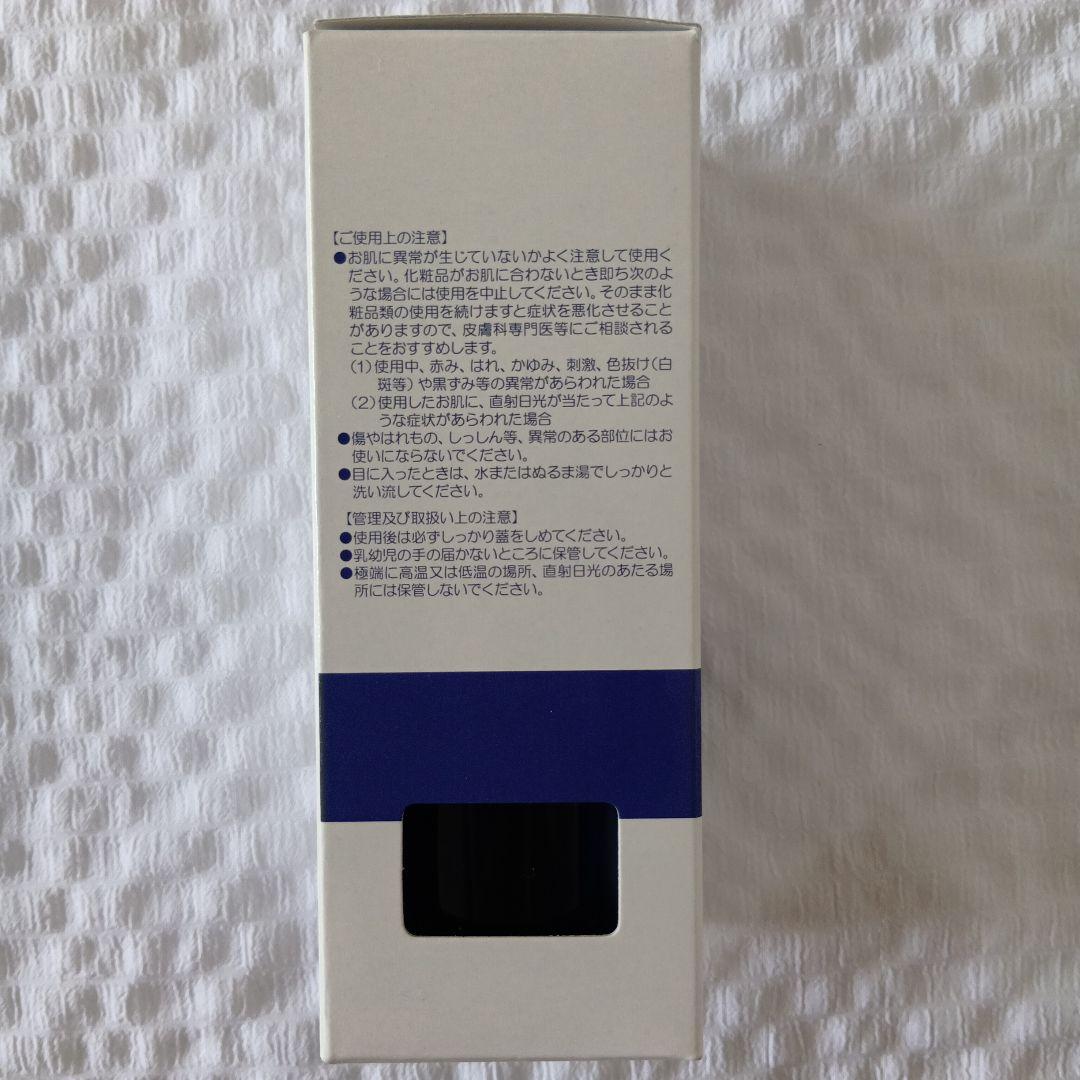 【ご使用上の注意】
●お肌に異常が生じていないかよく注意して使用く
ださい。化粧品がお肌に合わないとき即ち次のよ
うな場合には使用を中止してください。そのまま化
粧品類の使用を続けますと症状を悪化させること
がありますので、皮膚科専門医等にご相談される
ことをおすすめします。
(1)使用中、赤み、はれ、かゆみ、刺激、色抜け(白
斑等)や黒ずみ等の異常があらわれた場合
(2)使用したお肌に、直射日光が当たって上記のよ
うな症状があらわれた場合
●傷やはれもの、しっしん等、異常のある部位にはお
使いにならないでください。
●目に入ったときは、水またはぬるま湯でしっかりと
洗い流してください。
【管理及び取扱い上の注意】
●使用後は必ずしっかり蓋をしめてください。
●乳幼児の手の届かないところに保管してください。
●極端に高温又は低温の場所、直射日光のあたる場
所には保管しないでください。